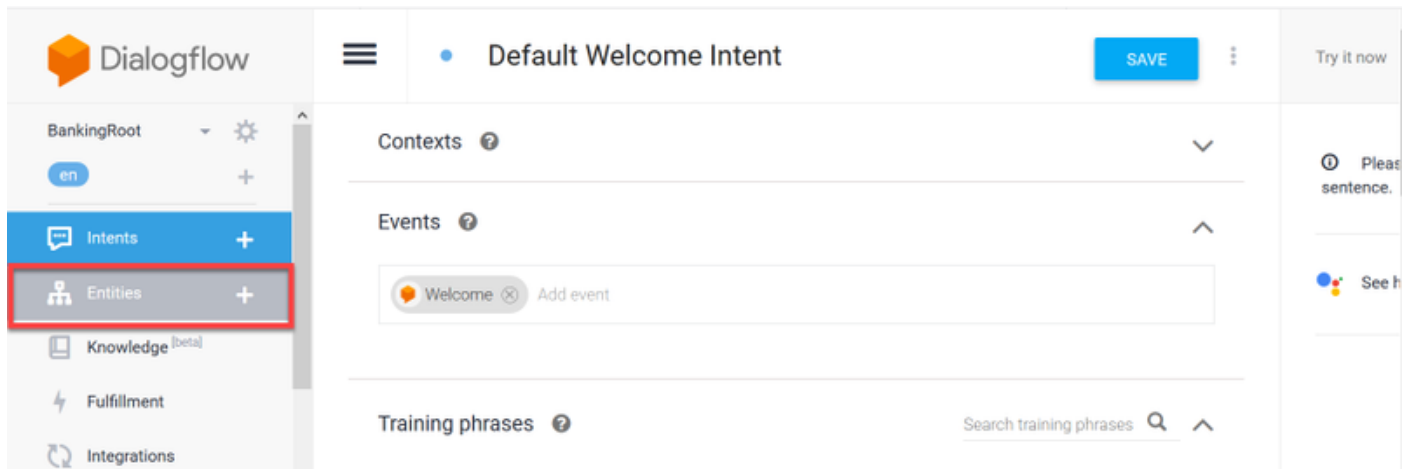 Dialogflow
Default Welcome Intent
SAVE
Try it now
BankingRoot
en
Intents
Entities
Knowledge [beta]
Fulfillment
Integrations
Contexts
Events
Welcome
Add event
Training phrases
Search training phrases
Pleas
sentence.
See h